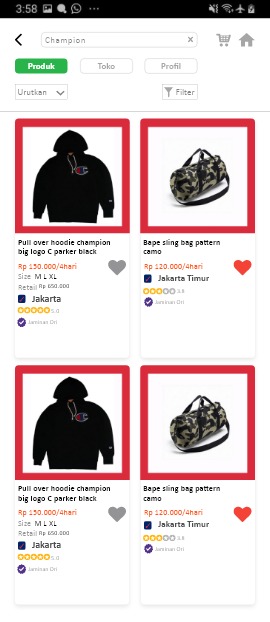 3:58
Champion ×
Produk Toko Profil
Urutkan Filter
Pull over hoodie champion
big logo C parker black
Rp 150.000/4hari
Size M L XL
Retail Rp 650.000
Jakarta
5.0
Jaminan Ori
Bape sling bag pattern
camo
Rp 120.000/4hari
Jakarta Timur
3.8
Jaminan Ori
Pull over hoodie champion
big logo C parker black
Rp 150.000/4hari
Size M L XL
Retail Rp 650.000
Jakarta
5.0
Jaminan Ori
Bape sling bag pattern
camo
Rp 120.000/4hari
Jakarta Timur
3.8
Jaminan Ori